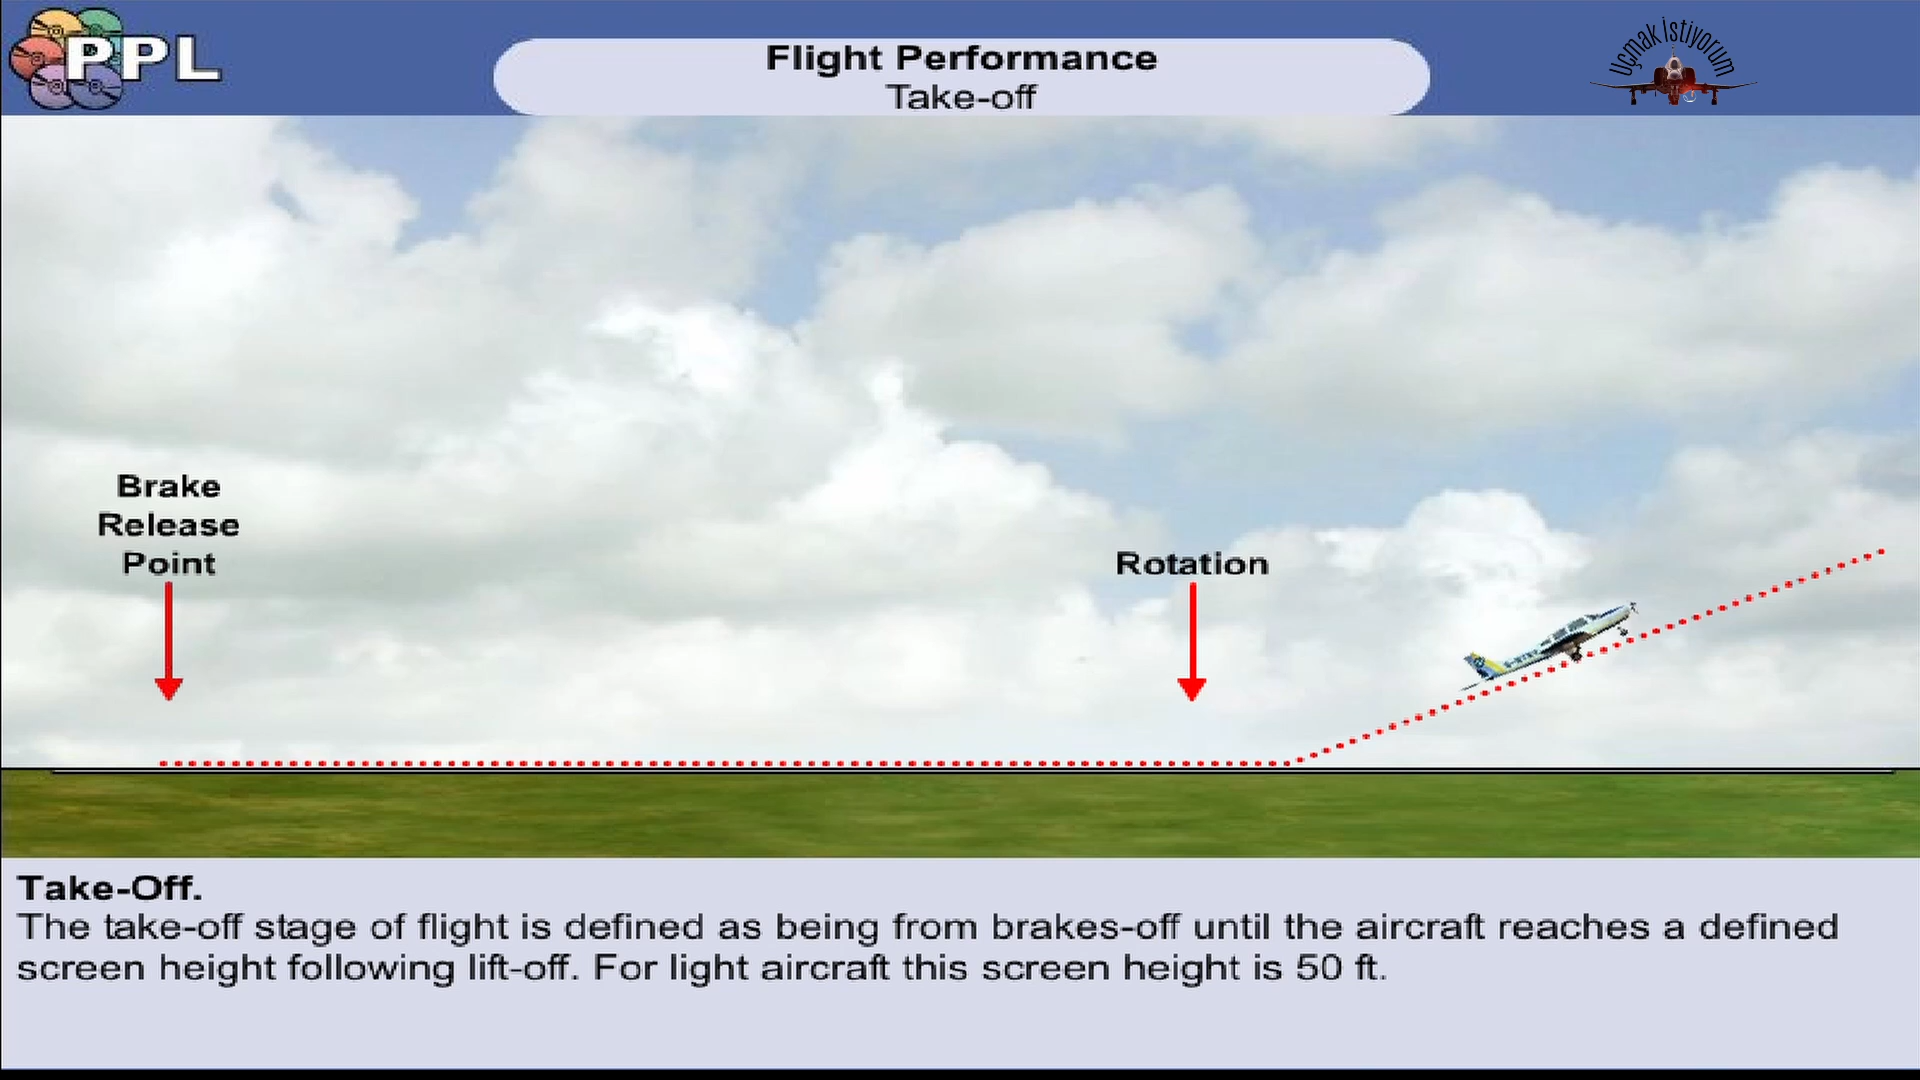 PPL
Flight Performance
Take-off
Uçmak İstiyorum
Brake
Release
Point
Rotation
Take-Off.
The take-off stage of flight is defined as being from brakes-off until the aircraft reaches a defined
screen height following lift-off. For light aircraft this screen height is 50 ft.